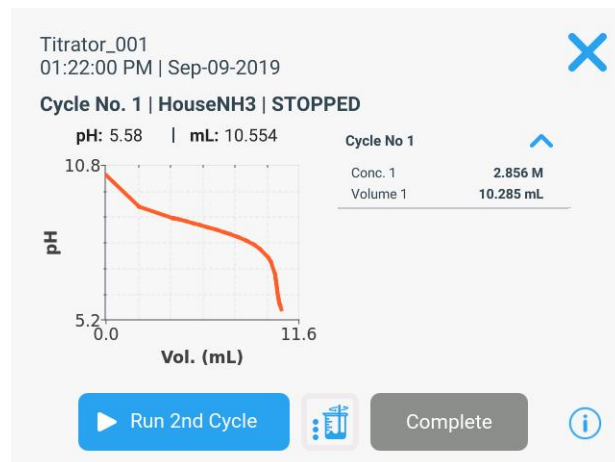 Titrator_001
01:22:00 PM | Sep-09-2019
Cycle No. 1 | HouseNH3 | STOPPED
pH: 5.58 | mL: 10.554
Cycle No 1
Conc. 1 2.856 M
Volume 1 10.285 mL
10.8
pH
5.2
0.0 11.6
Vol. (mL)
Run 2nd Cycle
Complete
i